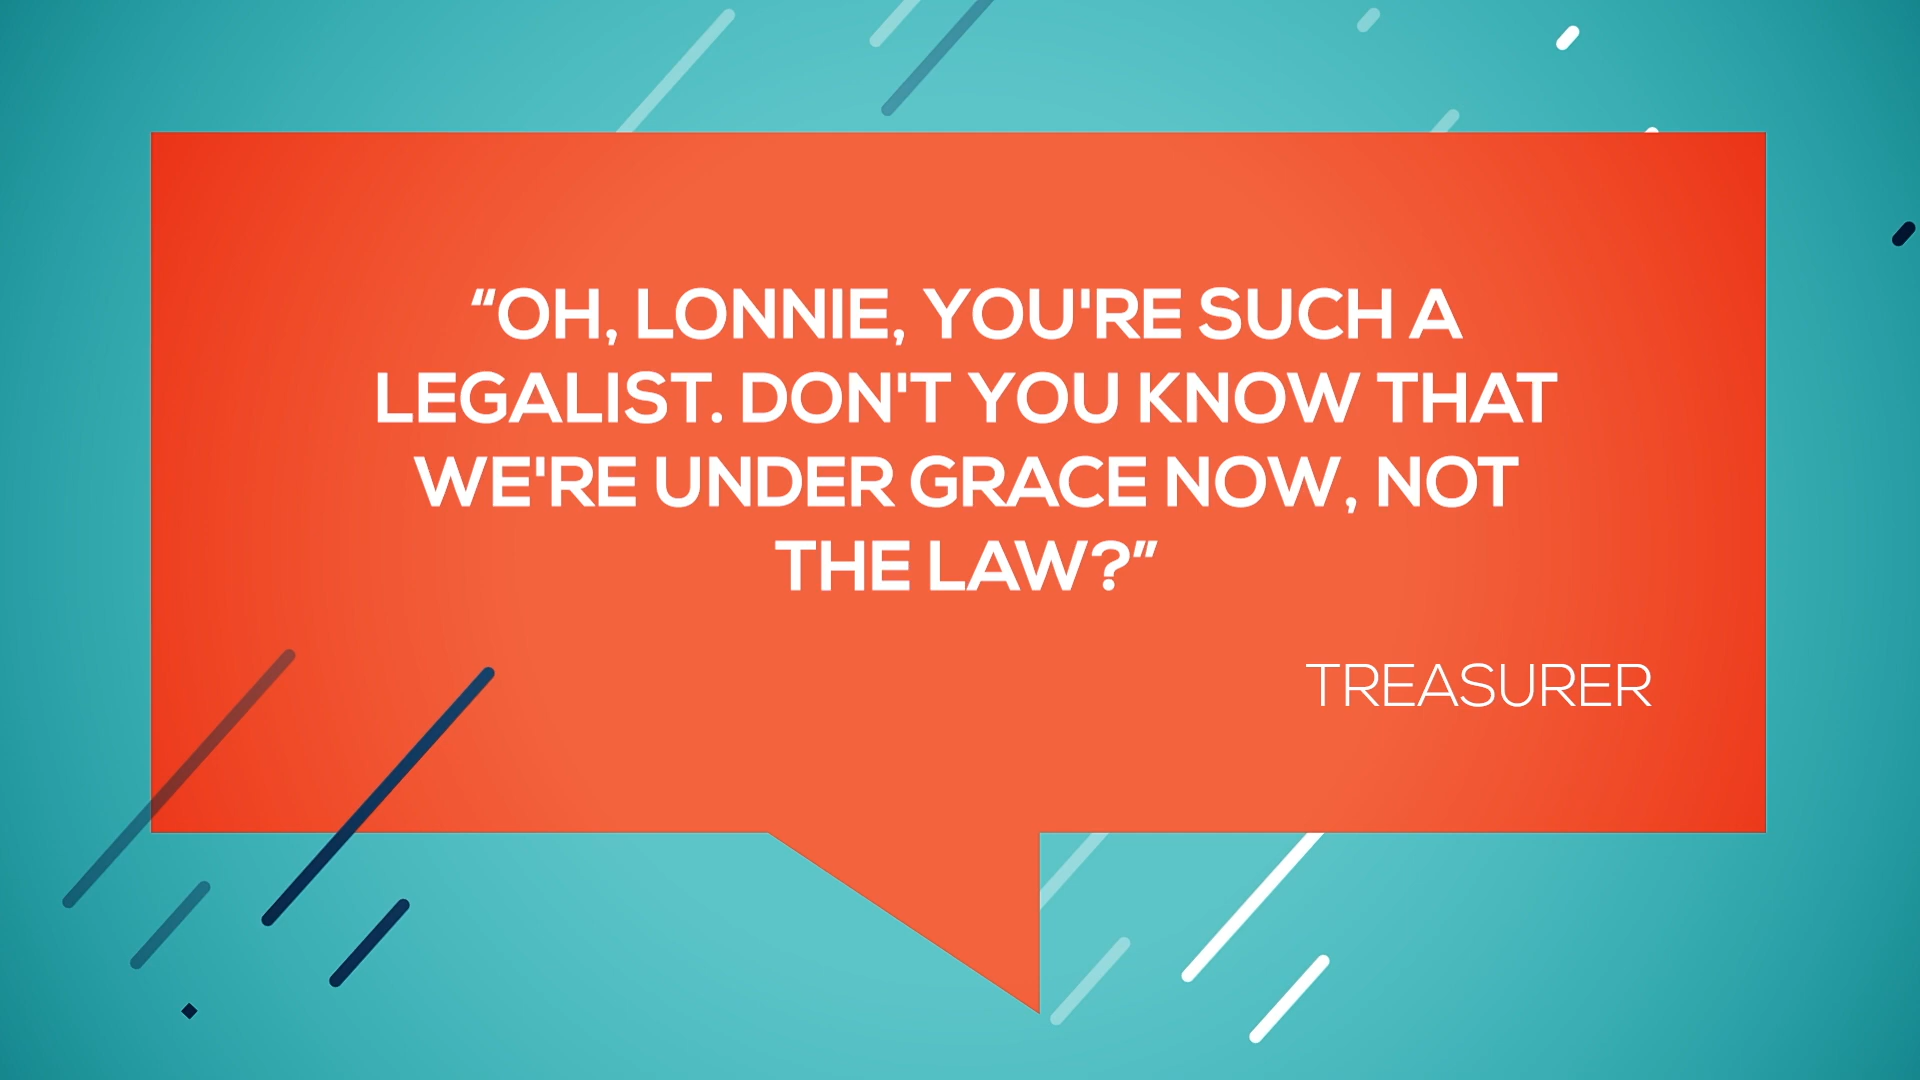 “OH, LONNIE, YOU'RE SUCH A
LEGALIST. DON'T YOU KNOW THAT
WE'RE UNDER GRACE NOW, NOT
THE LAW?”
TREASURER